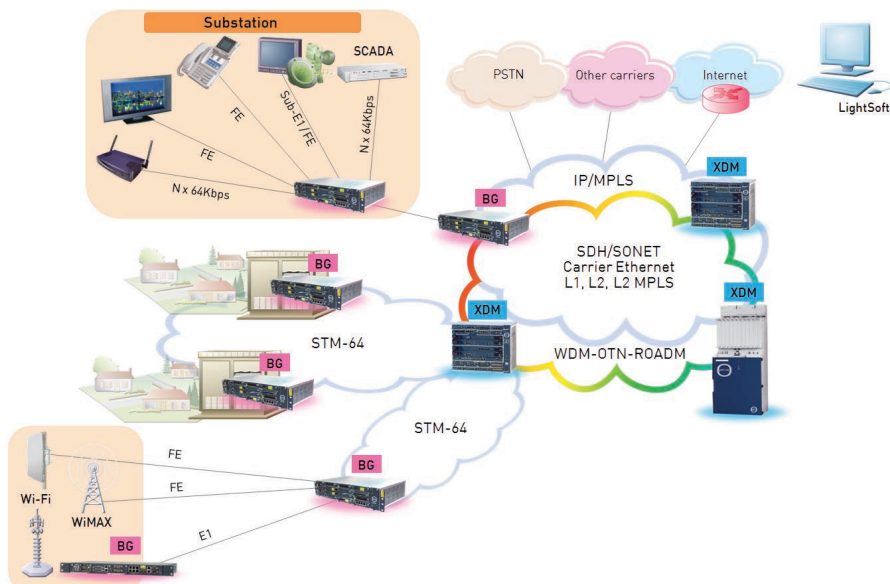 Substation
SCADA
FE
Sub-E1/FE
N x 64Kbps
FE
N x 64Kbps
PSTN
Other carriers
Internet
LightSoft
IP/MPLS
XDM
BG
SDH/SONET
Carrier Ethernet
L1, L2, L2 MPLS
BG
XDM
XDM
STM-64
WDM-OTN-ROADM
BG
STM-64
FE
BG
Wi-Fi
WiMAX
FE
E1
BG